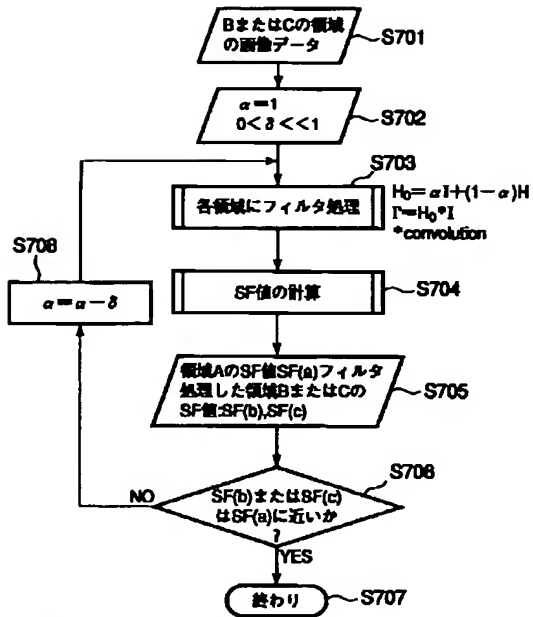 BまたはCの領域
の画像データ
S701
α=1
0<δ<<1
S702
S703
各領域にフィルタ処理
H₀=αI+(1-α)H
I'=H₀*I
*convolution
SF値の計算
S704
S708
α=α-δ
領域AのSF値SF(a)フィルタ
処理した領域BまたはCの
SF値:SF(b),SF(c)
S705
S706
SF(b)またはSF(c)
はSF(a)に近いか
?
NO
YES
終わり
S707